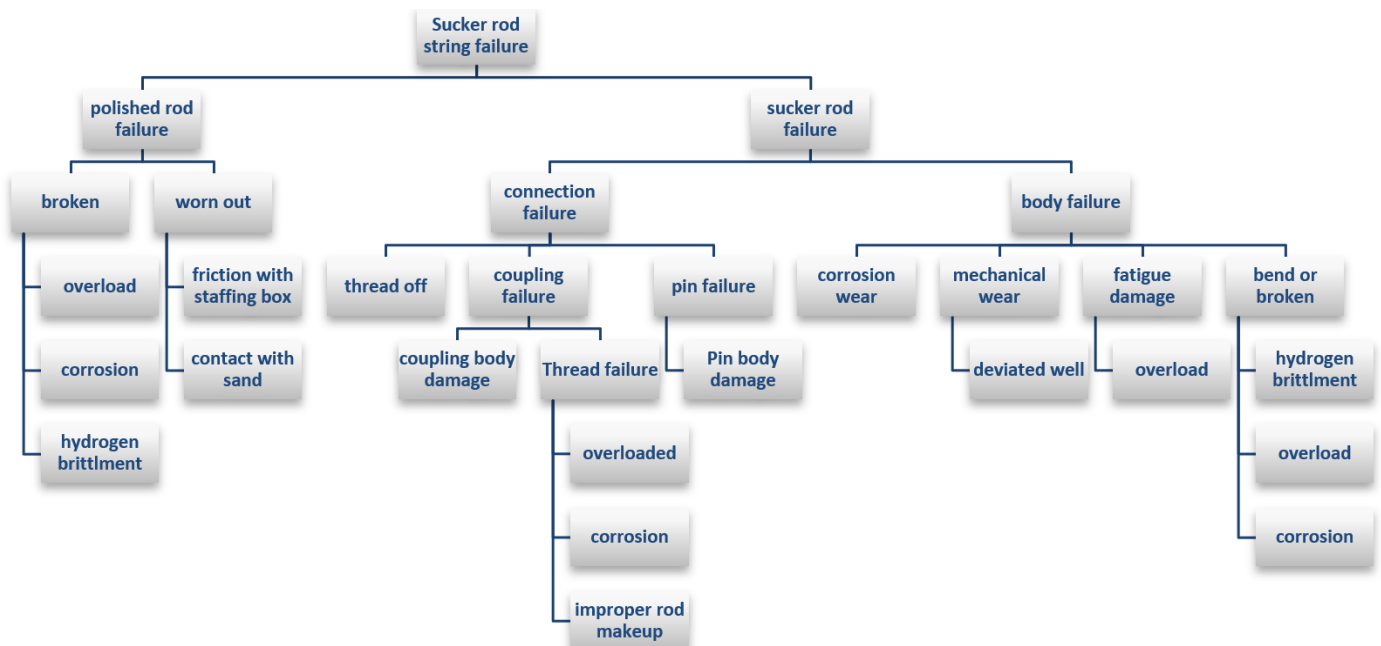 Sucker rod
string failure
polished rod
failure
sucker rod
failure
broken
worn out
connection
failure
body failure
overload
friction with
staffing box
thread off
coupling
failure
pin failure
corrosion
wear
mechanical
wear
fatigue
damage
bend or
broken
corrosion
contact with
sand
coupling body
damage
Thread failure
Pin body
damage
deviated well
overload
hydrogen
brittlment
hydrogen
brittlment
overloaded
overload
corrosion
corrosion
improper rod
makeup